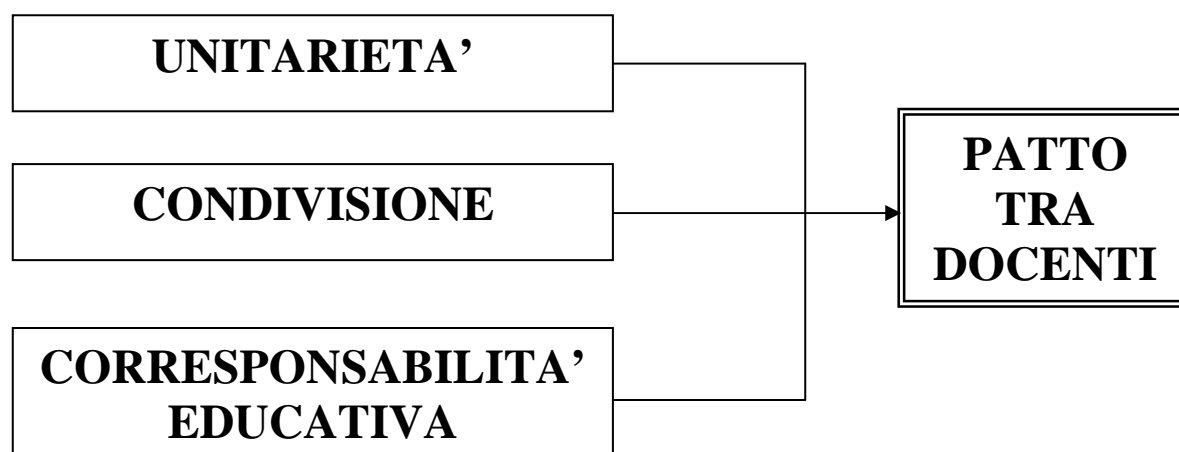 UNITARIETA’
CONDIVISIONE
CORRESPONSABILITA’
EDUCATIVA
PATTO
TRA
DOCENTI